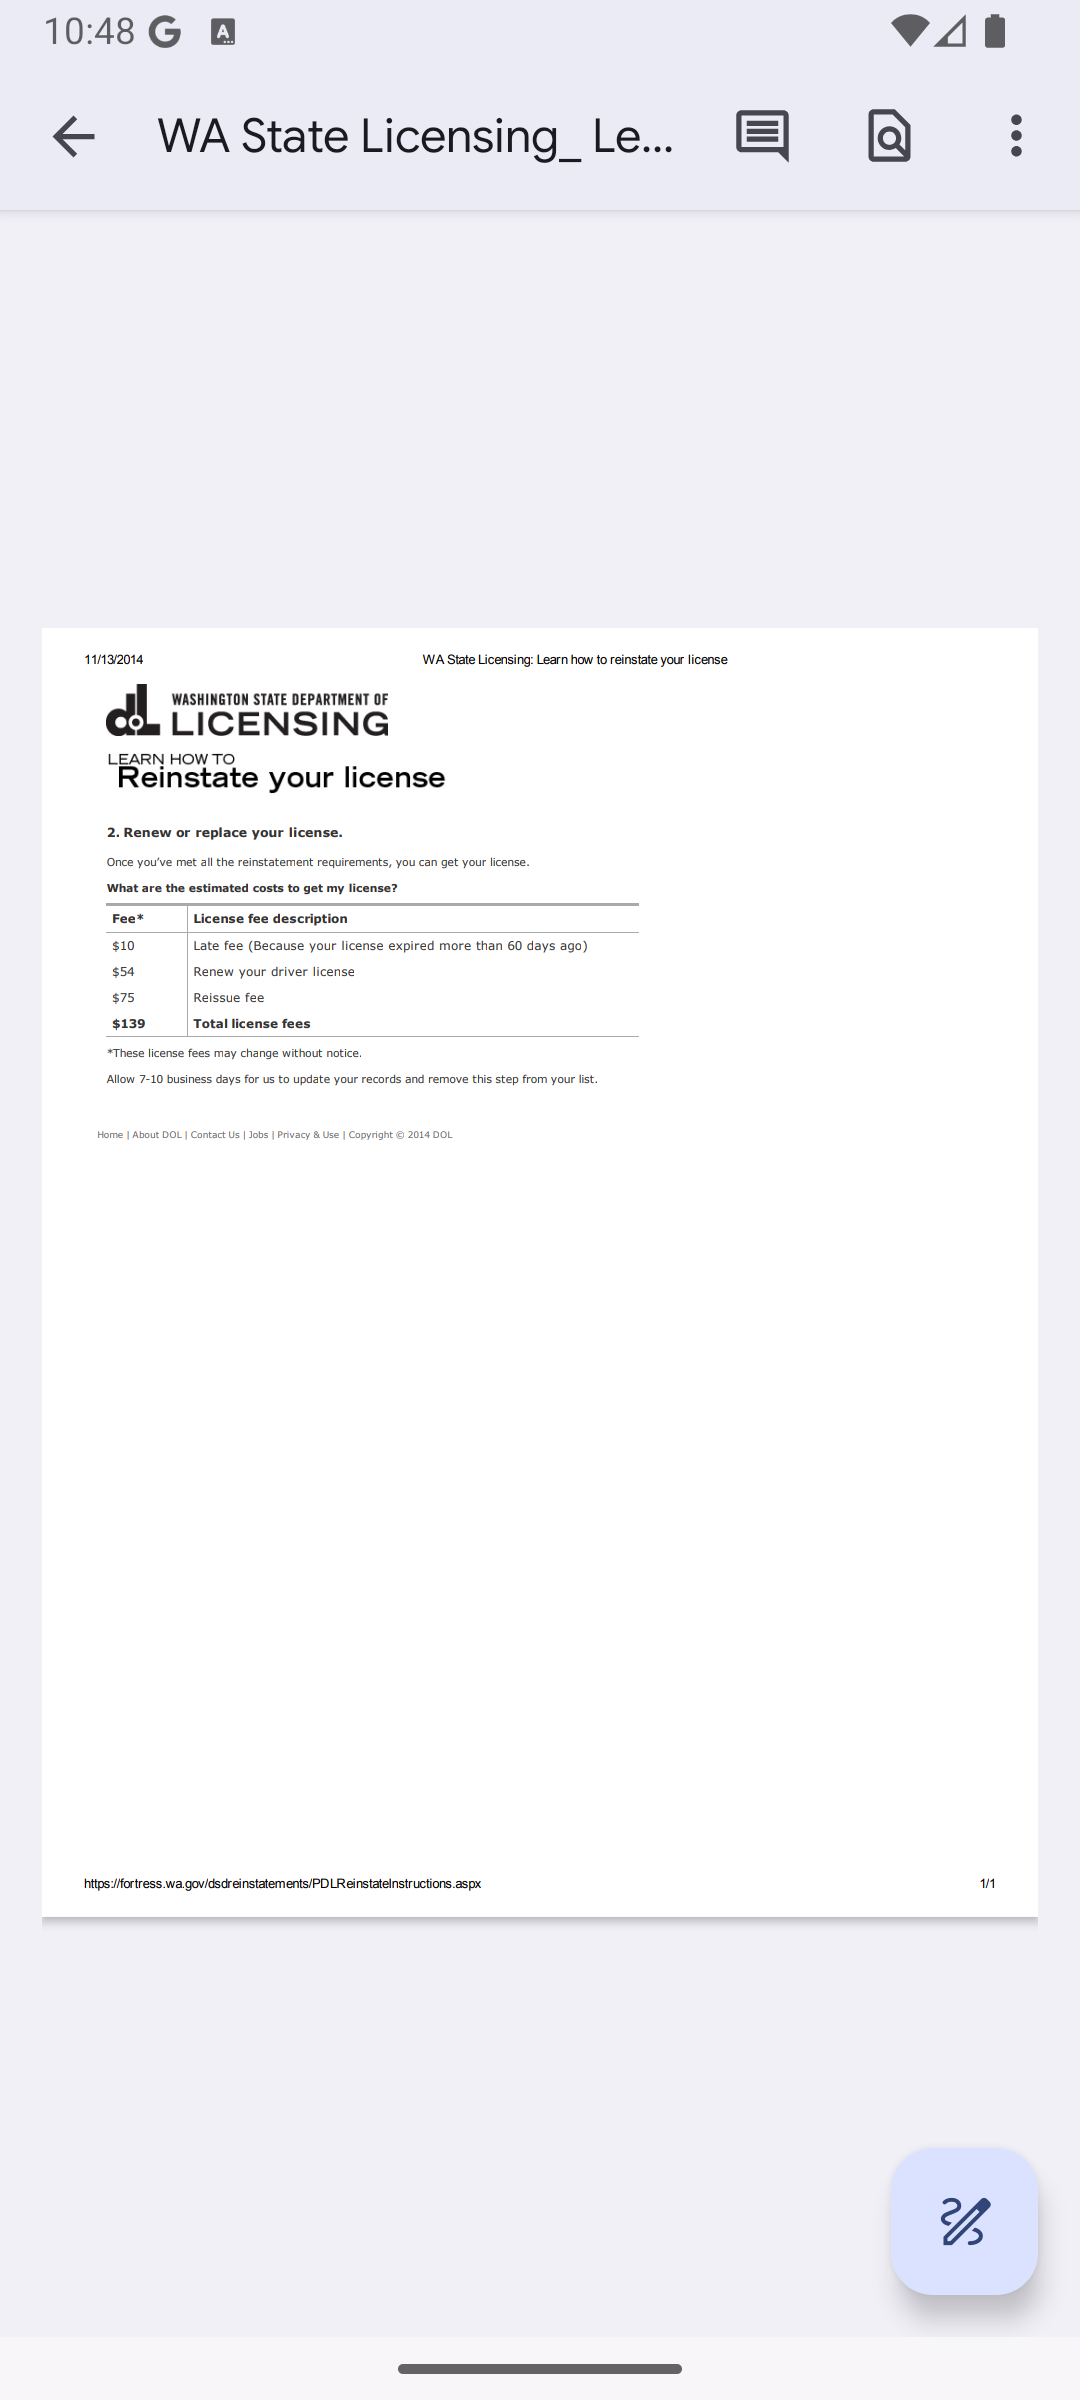 10:48
WA State Licensing_ Le...
11/13/2014 WA State Licensing: Learn how to reinstate your license
WASHINGTON STATE DEPARTMENT OF
dol LICENSING
LEARN HOW TO
Reinstate your license
2. Renew or replace your license.
Once you've met all the reinstatement requirements, you can get your license.
What are the estimated costs to get my license?
Fee* License fee description
$10 Late fee (Because your license expired more than 60 days ago)
$54 Renew your driver license
$75 Reissue fee
$139 Total license fees
*These license fees may change without notice.
Allow 7-10 business days for us to update your records and remove this step from your list.
Home | About DOL | Contact Us | Jobs | Privacy & Use | Copyright © 2014 DOL
https://fortress.wa.gov/dsdreinstatements/PDLReinstateInstructions.aspx 1/1